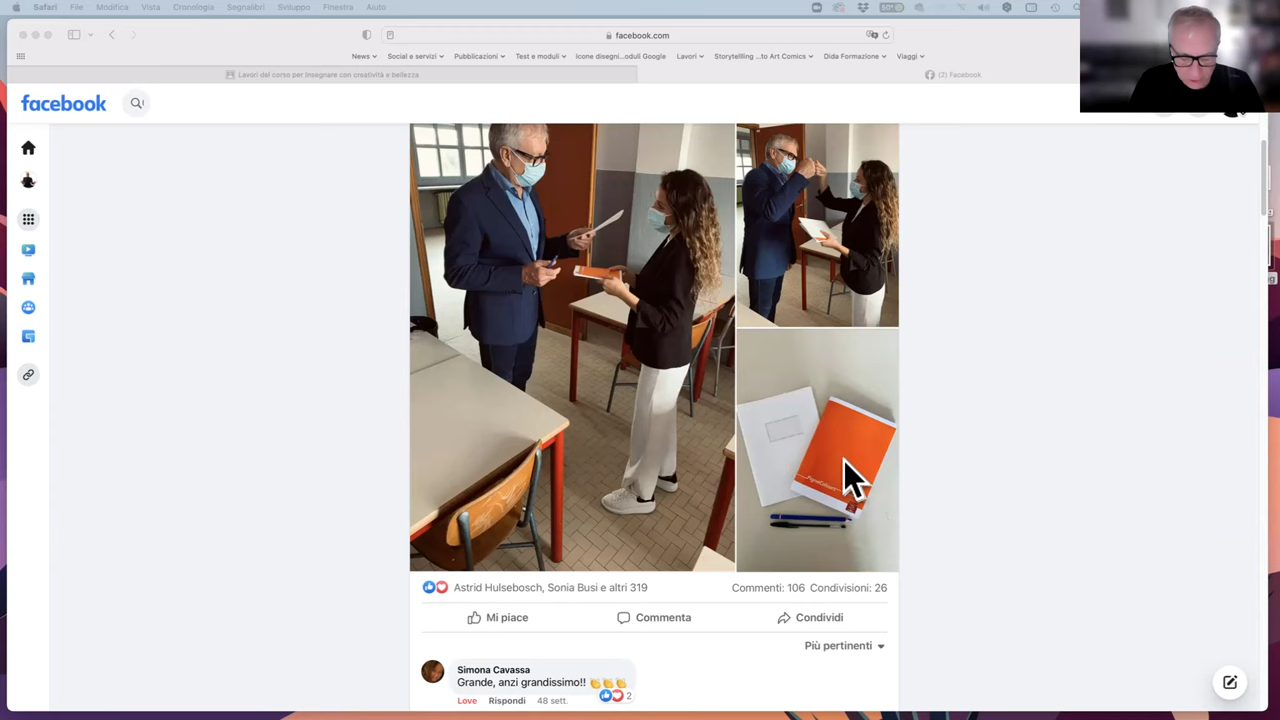 Safari File Modifica Vista Cronologia Segnalibri Sviluppo Finestra Aiuto
facebook.com
News Social e servizi Pubblicazioni Test e moduli Icone disegni...oduli Google Lavori Storytellling ...to Art Comics Dida Formazione Viaggi
Lavori del corso per Insegnare con creatività e bellezza
(2) Facebook
facebook
Astrid Hulsebosch, Sonia Busi e altri 319
Commenti: 106 Condivisioni: 26
Mi piace
Commenta
Condividi
Più pertinenti
Simona Cavassa
Grande, anzi grandissimo!! 👏👏👏
2
Love Rispondi 48 sett.